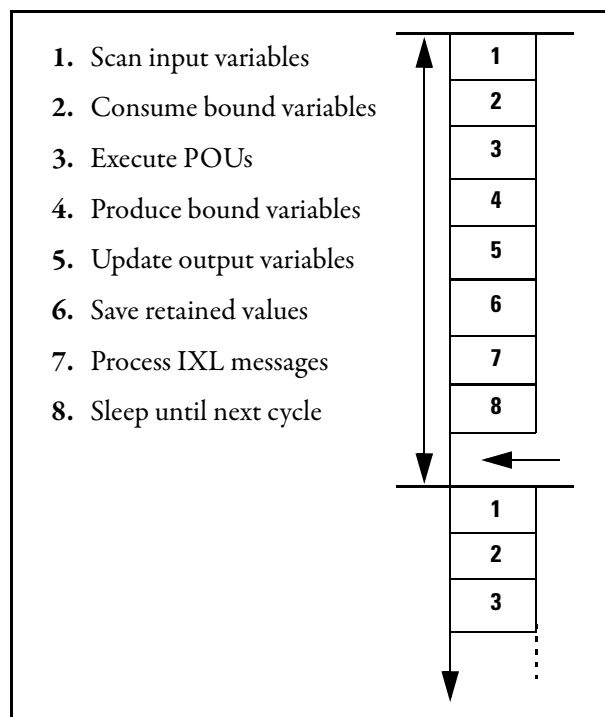 1. Scan input variables
2. Consume bound variables
3. Execute POUs
4. Produce bound variables
5. Update output variables
6. Save retained values
7. Process IXL messages
8. Sleep until next cycle
1
2
3
4
5
6
7
8
1
2
3